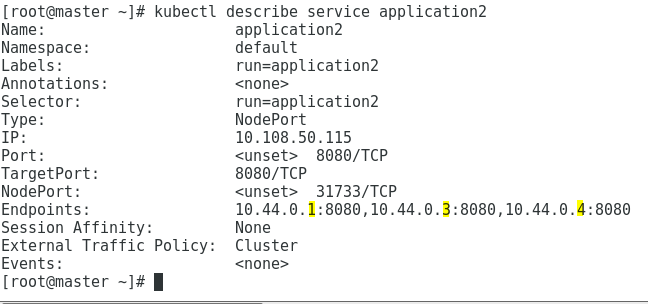 [root@master ~]# kubectl describe service application2
Name:                     application2
Namespace:                default
Labels:                   run=application2
Annotations:              <none>
Selector:                 run=application2
Type:                     NodePort
IP:                       10.108.50.115
Port:                     <unset>  8080/TCP
TargetPort:               8080/TCP
NodePort:                 <unset>  31733/TCP
Endpoints:                10.44.0.1:8080,10.44.0.3:8080,10.44.0.4:8080
Session Affinity:         None
External Traffic Policy:  Cluster
Events:                   <none>
[root@master ~]#